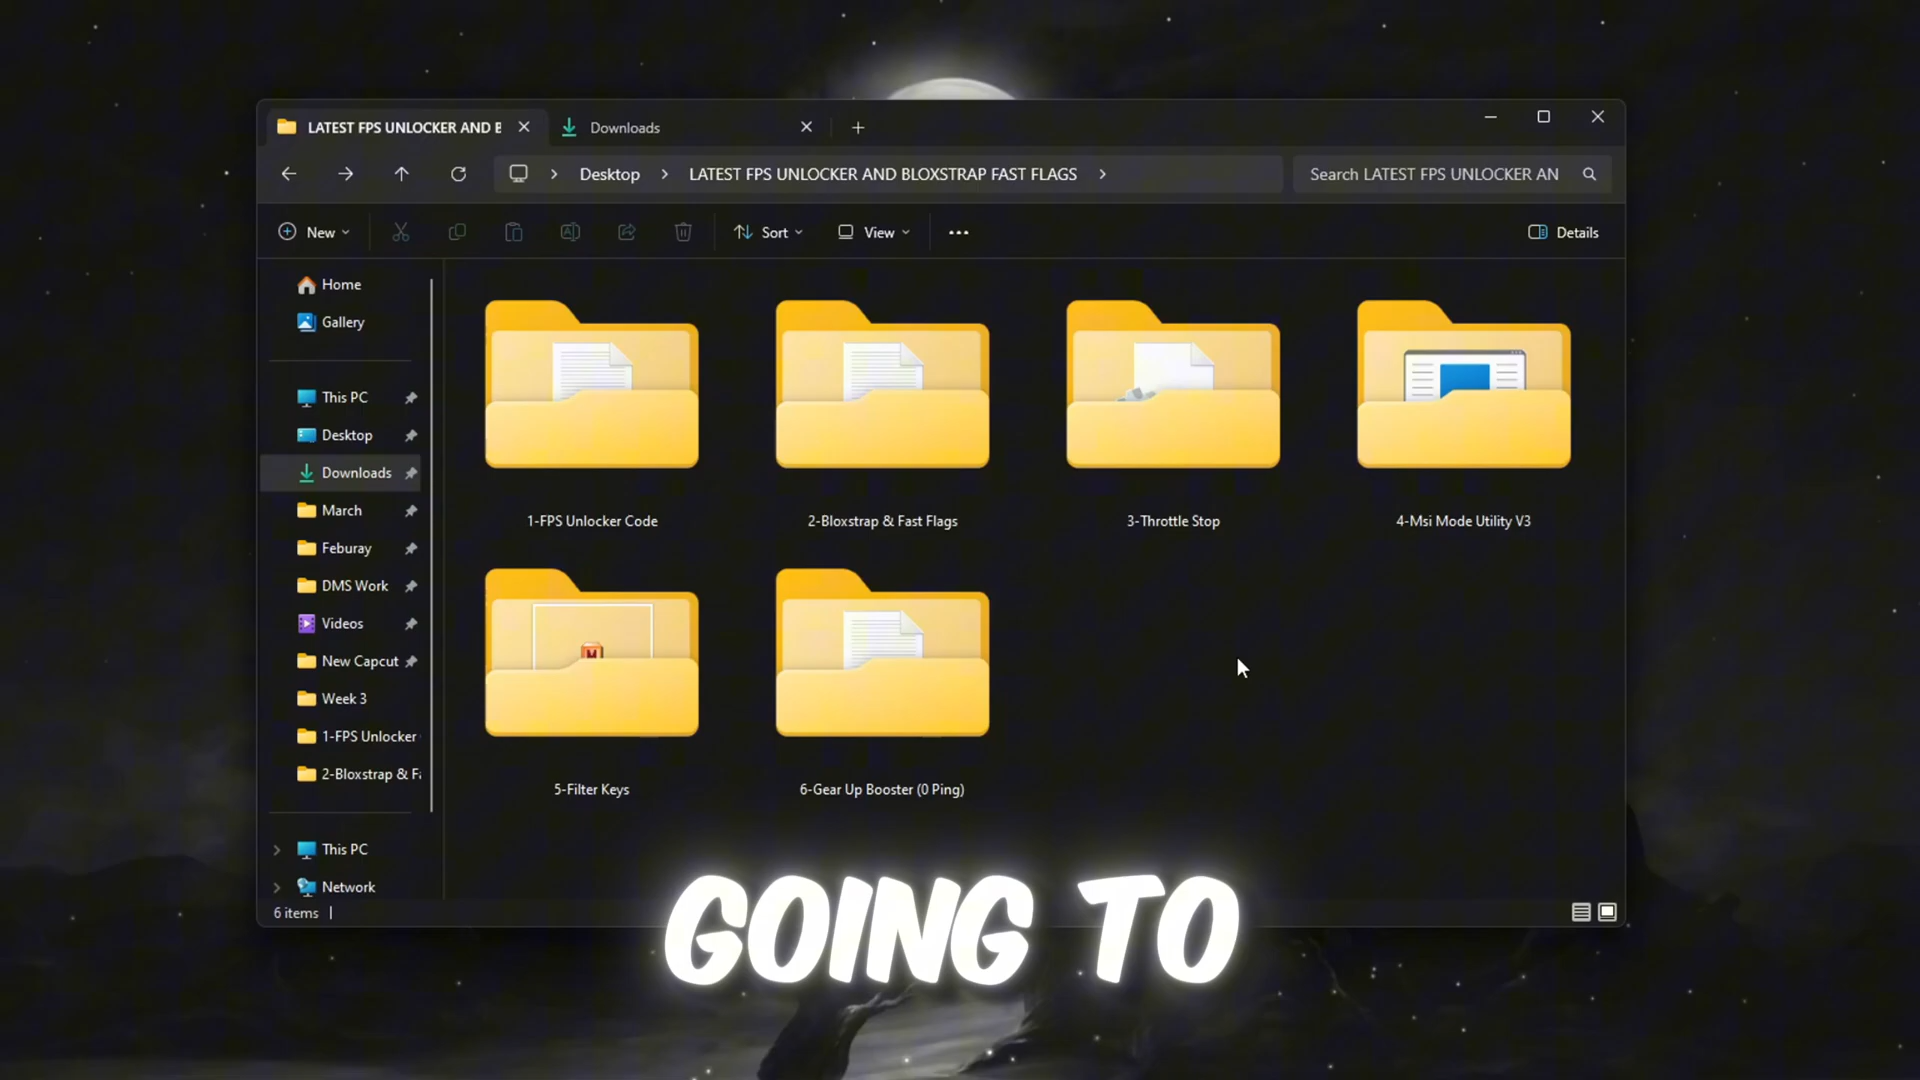 LATEST FPS UNLOCKER AND E
Downloads
Desktop
LATEST FPS UNLOCKER AND BLOXSTRAP FAST FLAGS
Search LATEST FPS UNLOCKER AN
New
Sort
View
Details
Home
Gallery
This PC
Desktop
Downloads
March
Feburay
DMS Work
Videos
New Capcut
Week 3
1-FPS Unlocker
2-Bloxstrap & Fa
This PC
Network
1-FPS Unlocker Code
2-Bloxstrap & Fast Flags
3-Throttle Stop
4-Msi Mode Utility V3
M
5-Filter Keys
6-Gear Up Booster (0 Ping)
6 items
GOING TO